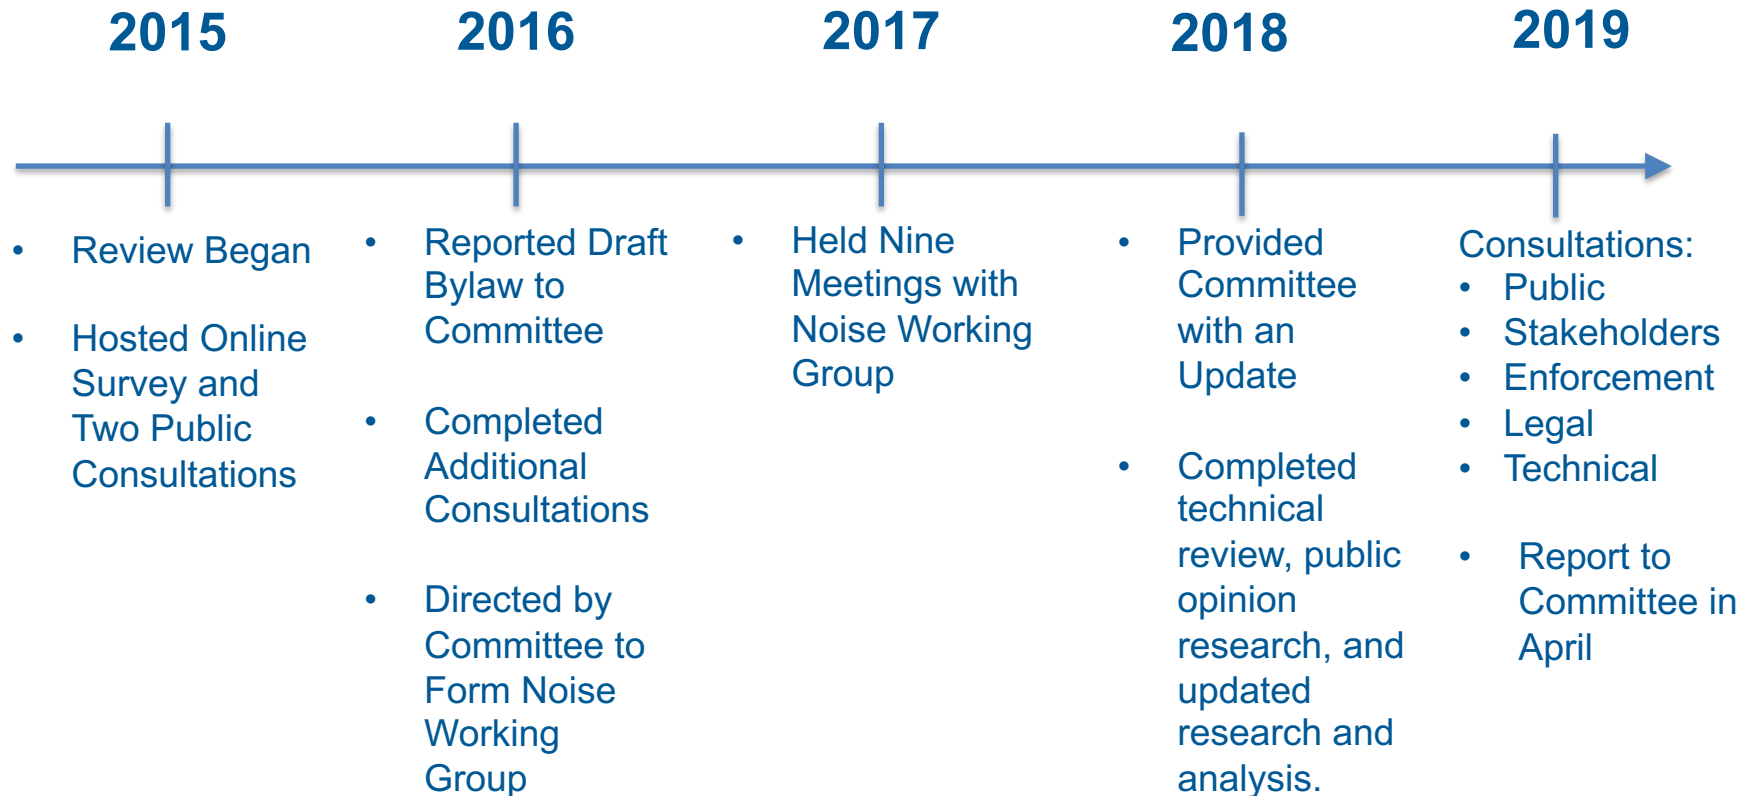 2015
2016
2017
2018
2019
• Review Began
• Hosted Online
Survey and
Two Public
Consultations
• Reported Draft
Bylaw to
Committee
• Completed
Additional
Consultations
• Directed by
Committee to
Form Noise
Working
Group
• Held Nine
Meetings with
Noise Working
Group
• Provided
Committee
with an
Update
• Completed
technical
review, public
opinion
research, and
updated
research and
analysis.
Consultations:
• Public
• Stakeholders
• Enforcement
• Legal
• Technical
• Report to
Committee in
April